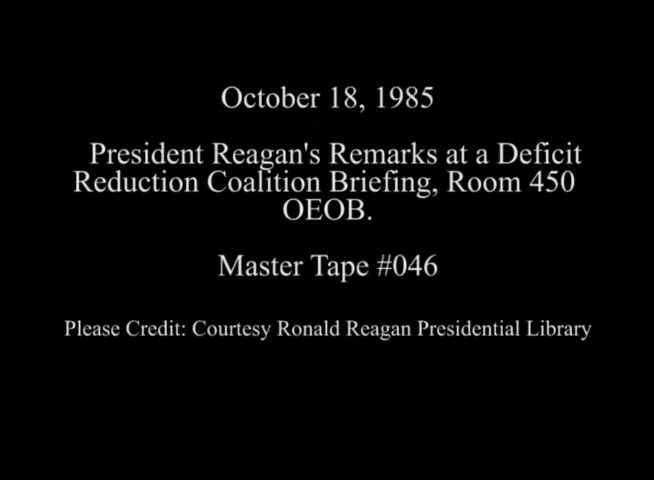 October 18, 1985
President Reagan's Remarks at a Deficit
Reduction Coalition Briefing, Room 450
OEOB.
Master Tape #046
Please Credit: Courtesy Ronald Reagan Presidential Library